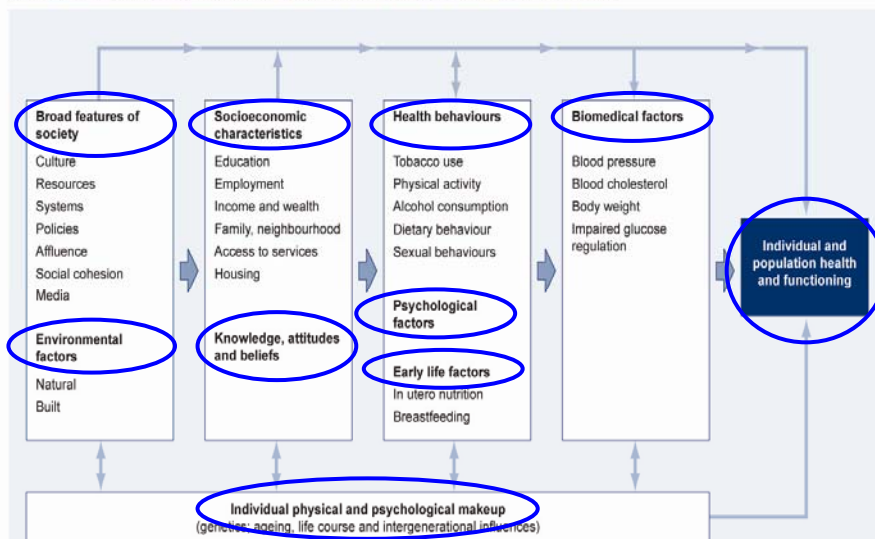 Broad features of
society
Culture
Resources
Systems
Policies
Affluence
Social cohesion
Media
Environmental
factors
Natural
Built
Socioeconomic
characteristics
Education
Employment
Income and wealth
Family, neighbourhood
Access to services
Housing
Knowledge, attitudes
and beliefs
Health behaviours
Tobacco use
Physical activity
Alcohol consumption
Dietary behaviour
Sexual behaviours
Psychological
factors
Early life factors
In utero nutrition
Breastfeeding
Biomedical factors
Blood pressure
Blood cholesterol
Body weight
Impaired glucose
regulation
Individual and
population health
and functioning
Individual physical and psychological makeup
(genetics; ageing, life course and intergenerational influences)